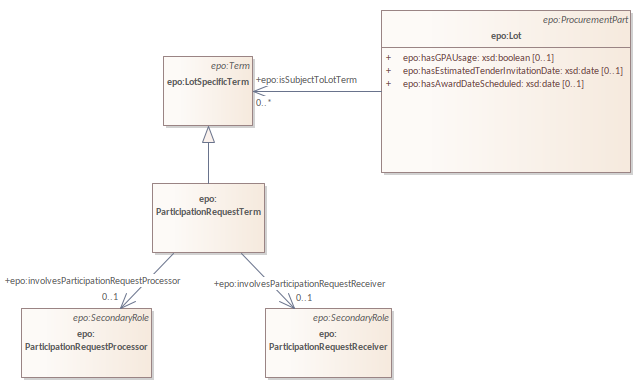 epo:ProcurementPart
epo:Lot
+ epo:hasGPAUsage: xsd:boolean [0..1]
+ epo:hasEstimatedTenderInvitationDate: xsd:date [0..1]
+ epo:hasAwardDateScheduled: xsd:date [0..1]
epo:Term
epo:LotSpecificTerm
+epo:isSubjectToLotTerm
0..*
epo:
ParticipationRequestTerm
+epo:involvesParticipationRequestProcessor
0..1
+epo:involvesParticipationRequestReceiver
0..1
epo:SecondaryRole
epo:
ParticipationRequestProcessor
epo:SecondaryRole
epo:
ParticipationRequestReceiver